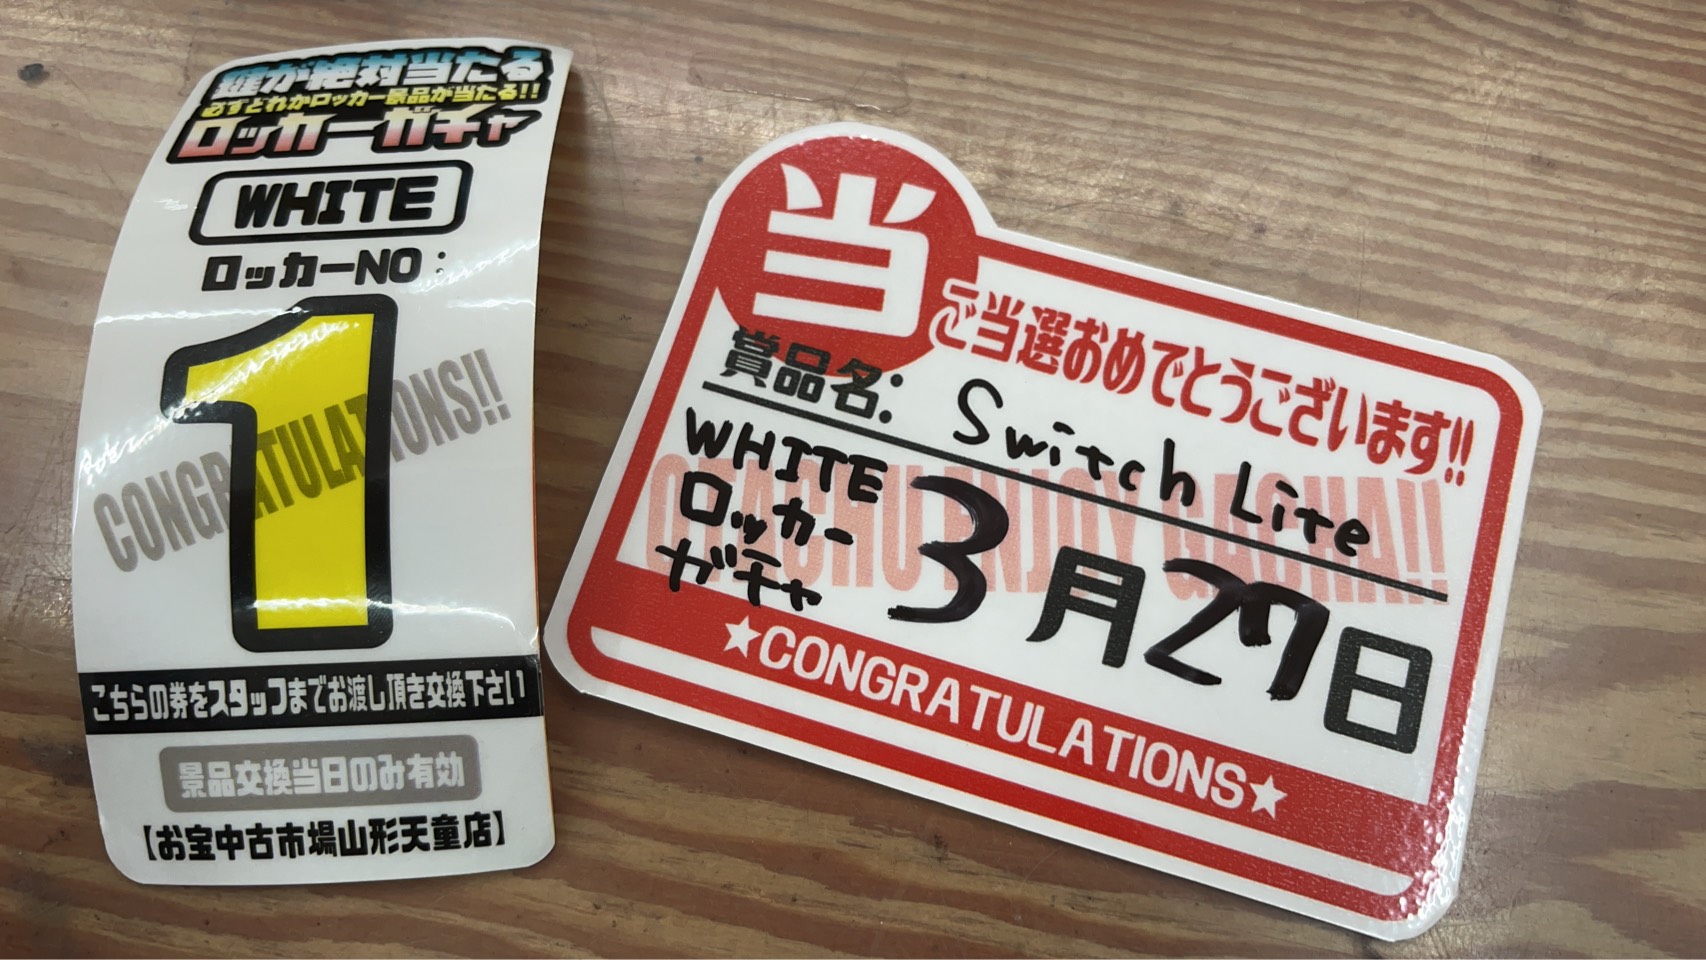 鍵が絶対当たる
必ずどれかロッカー景品が当たる!!
ロッカーガチャ
WHITE
ロッカーNO:
1
CONGRATULATIONS!!
こちらの券をスタッフまでお渡し頂き交換下さい
景品交換当日のみ有効
【お宝中古市場山形天童店】
当
ご当選おめでとうございます!!
賞品名: Switch Lite
WHITE
ロッカー
ガチャ
3月27日
OTACHU ENJOY GACHA!!
★CONGRATULATIONS★